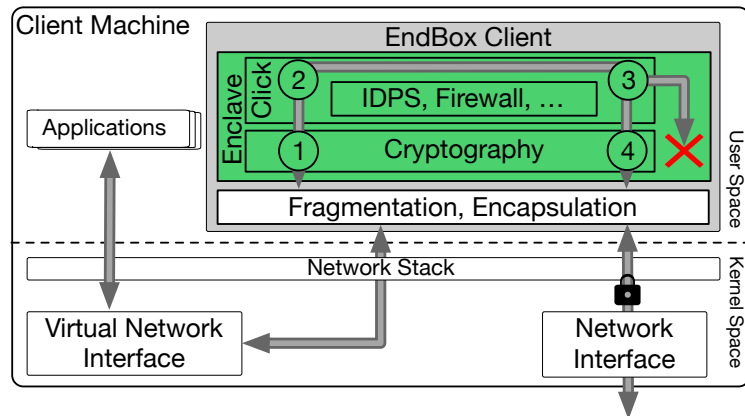 Client Machine
EndBox Client
Enclave
Click
2
3
IDPS, Firewall, …
Applications
1
Cryptography
4
User Space
Fragmentation, Encapsulation
Network Stack
Kernel Space
Virtual Network
Interface
Network
Interface